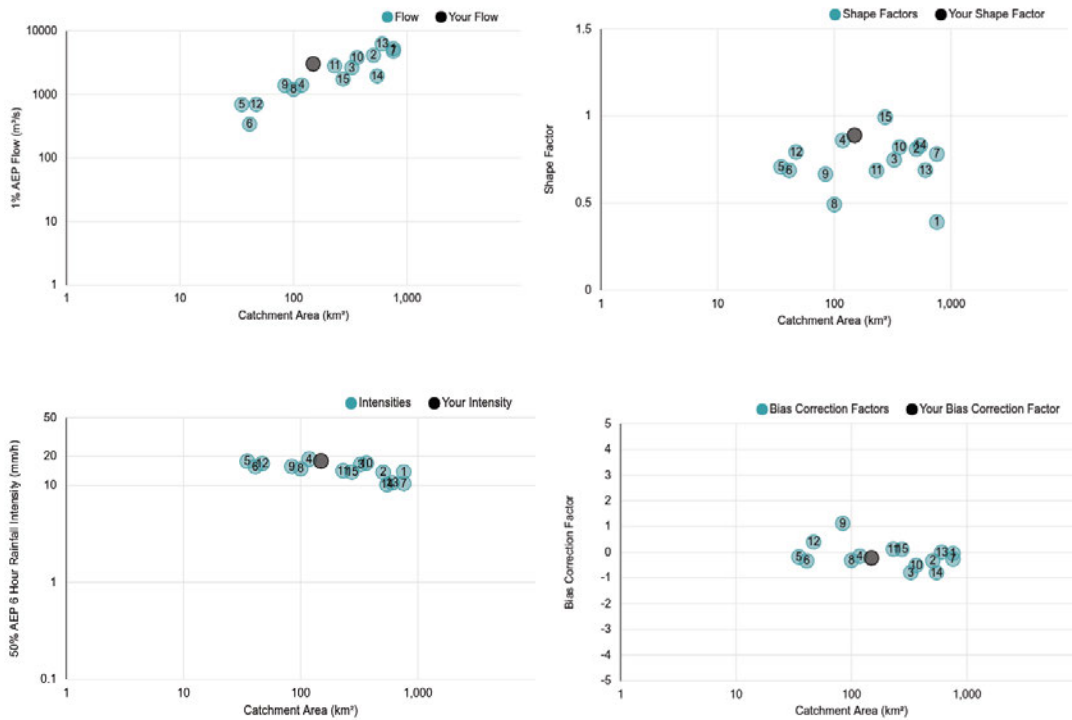 Flow Your Flow
10000
1000
100
10
1
1% AEP Flow (m³/s)
5 12 6 9 8 4 11 15 3 10 2 14 13 7
1 10 100 1,000
Catchment Area (km²)
Shape Factors Your Shape Factor
1.5
1
0.5
0
Shape Factor
5 6 12 9 8 4 11 15 3 10 2 14 13 7 1
1 10 100 1,000
Catchment Area (km²)
Intensities Your Intensity
50
20
10
1
0.1
50% AEP 6 Hour Rainfall Intensity (mm/h)
5 6 12 9 8 4 11 15 3 10 2 14 13 1 7
1 10 100 1,000
Catchment Area (km²)
Bias Correction Factors Your Bias Correction Factor
5
4
3
2
1
0
-1
-2
-3
-4
-5
Bias Correction Factor
5 6 12 9 8 4 11 15 3 10 2 14 13 1 7
1 10 100 1,000
Catchment Area (km²)